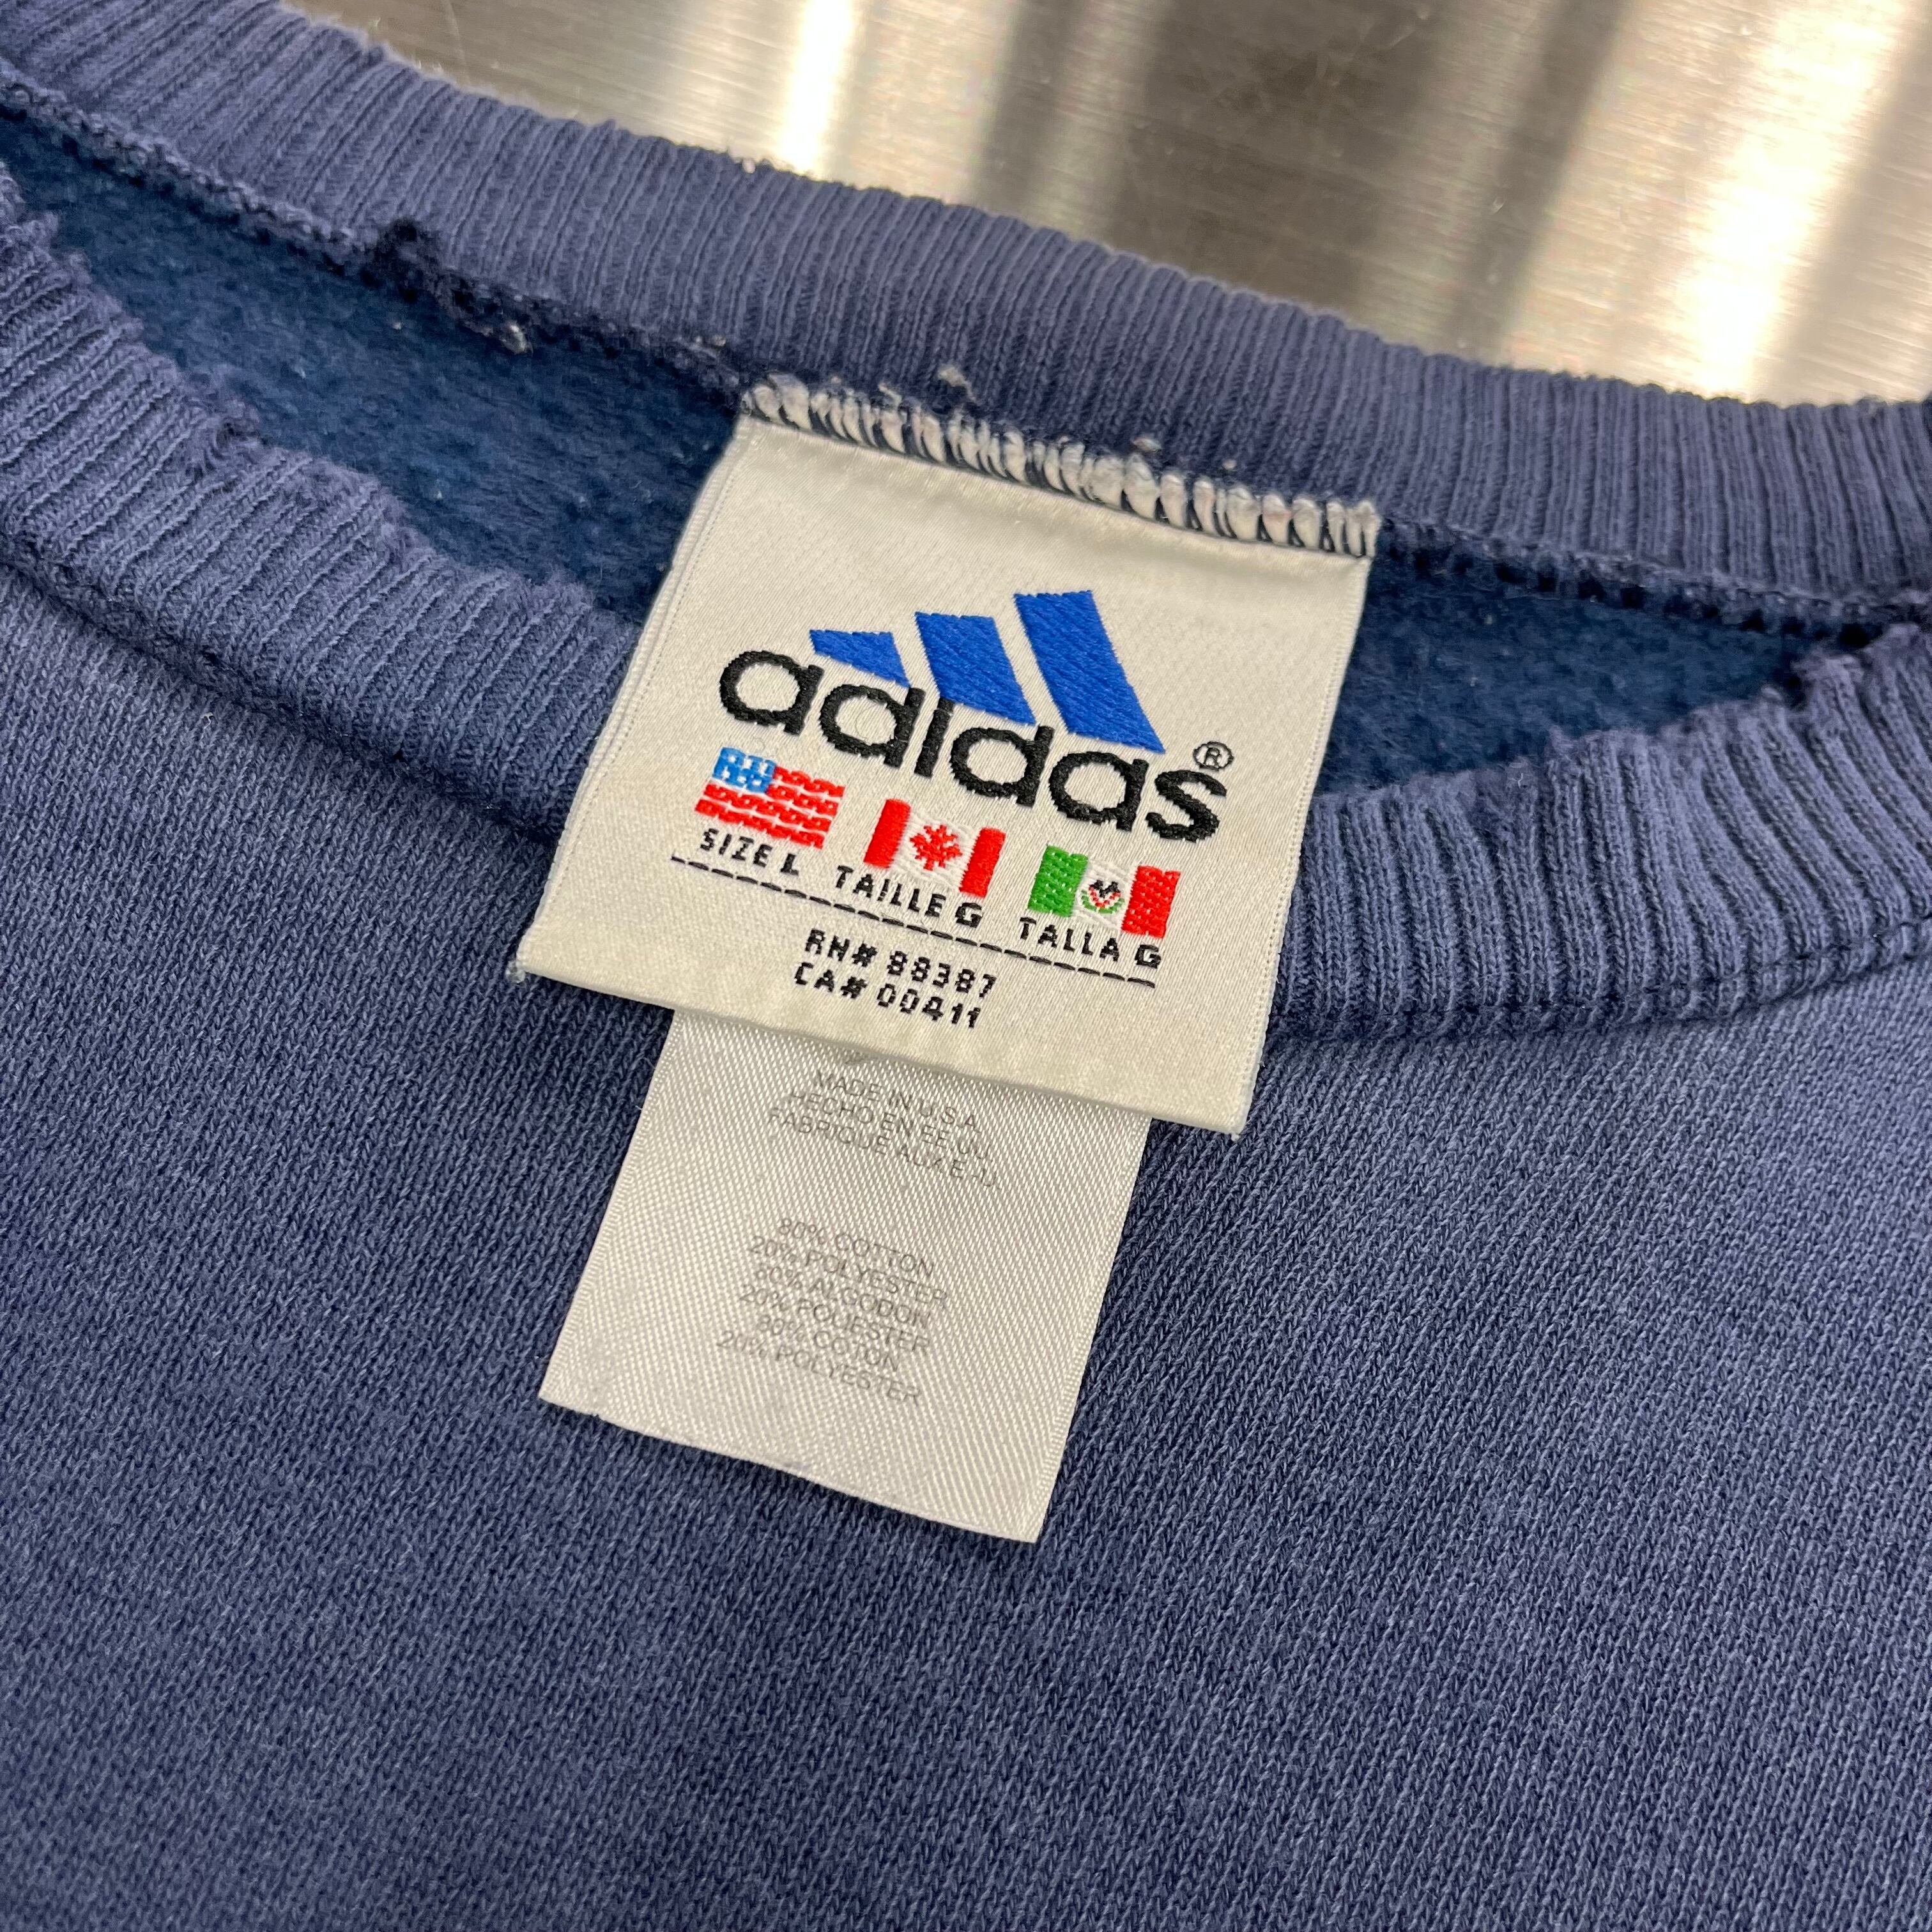 adidas®
SIZE L TAILLE G TALLA G
RN# 88387
CA# 00411
MADE IN U.S.A.
HECHO EN EE.UU.
FABRIQUE AUX E.-U.
80% COTTON
20% POLYESTER
80% ALGODON
20% POLIESTER
80% COTON
20% POLYESTER